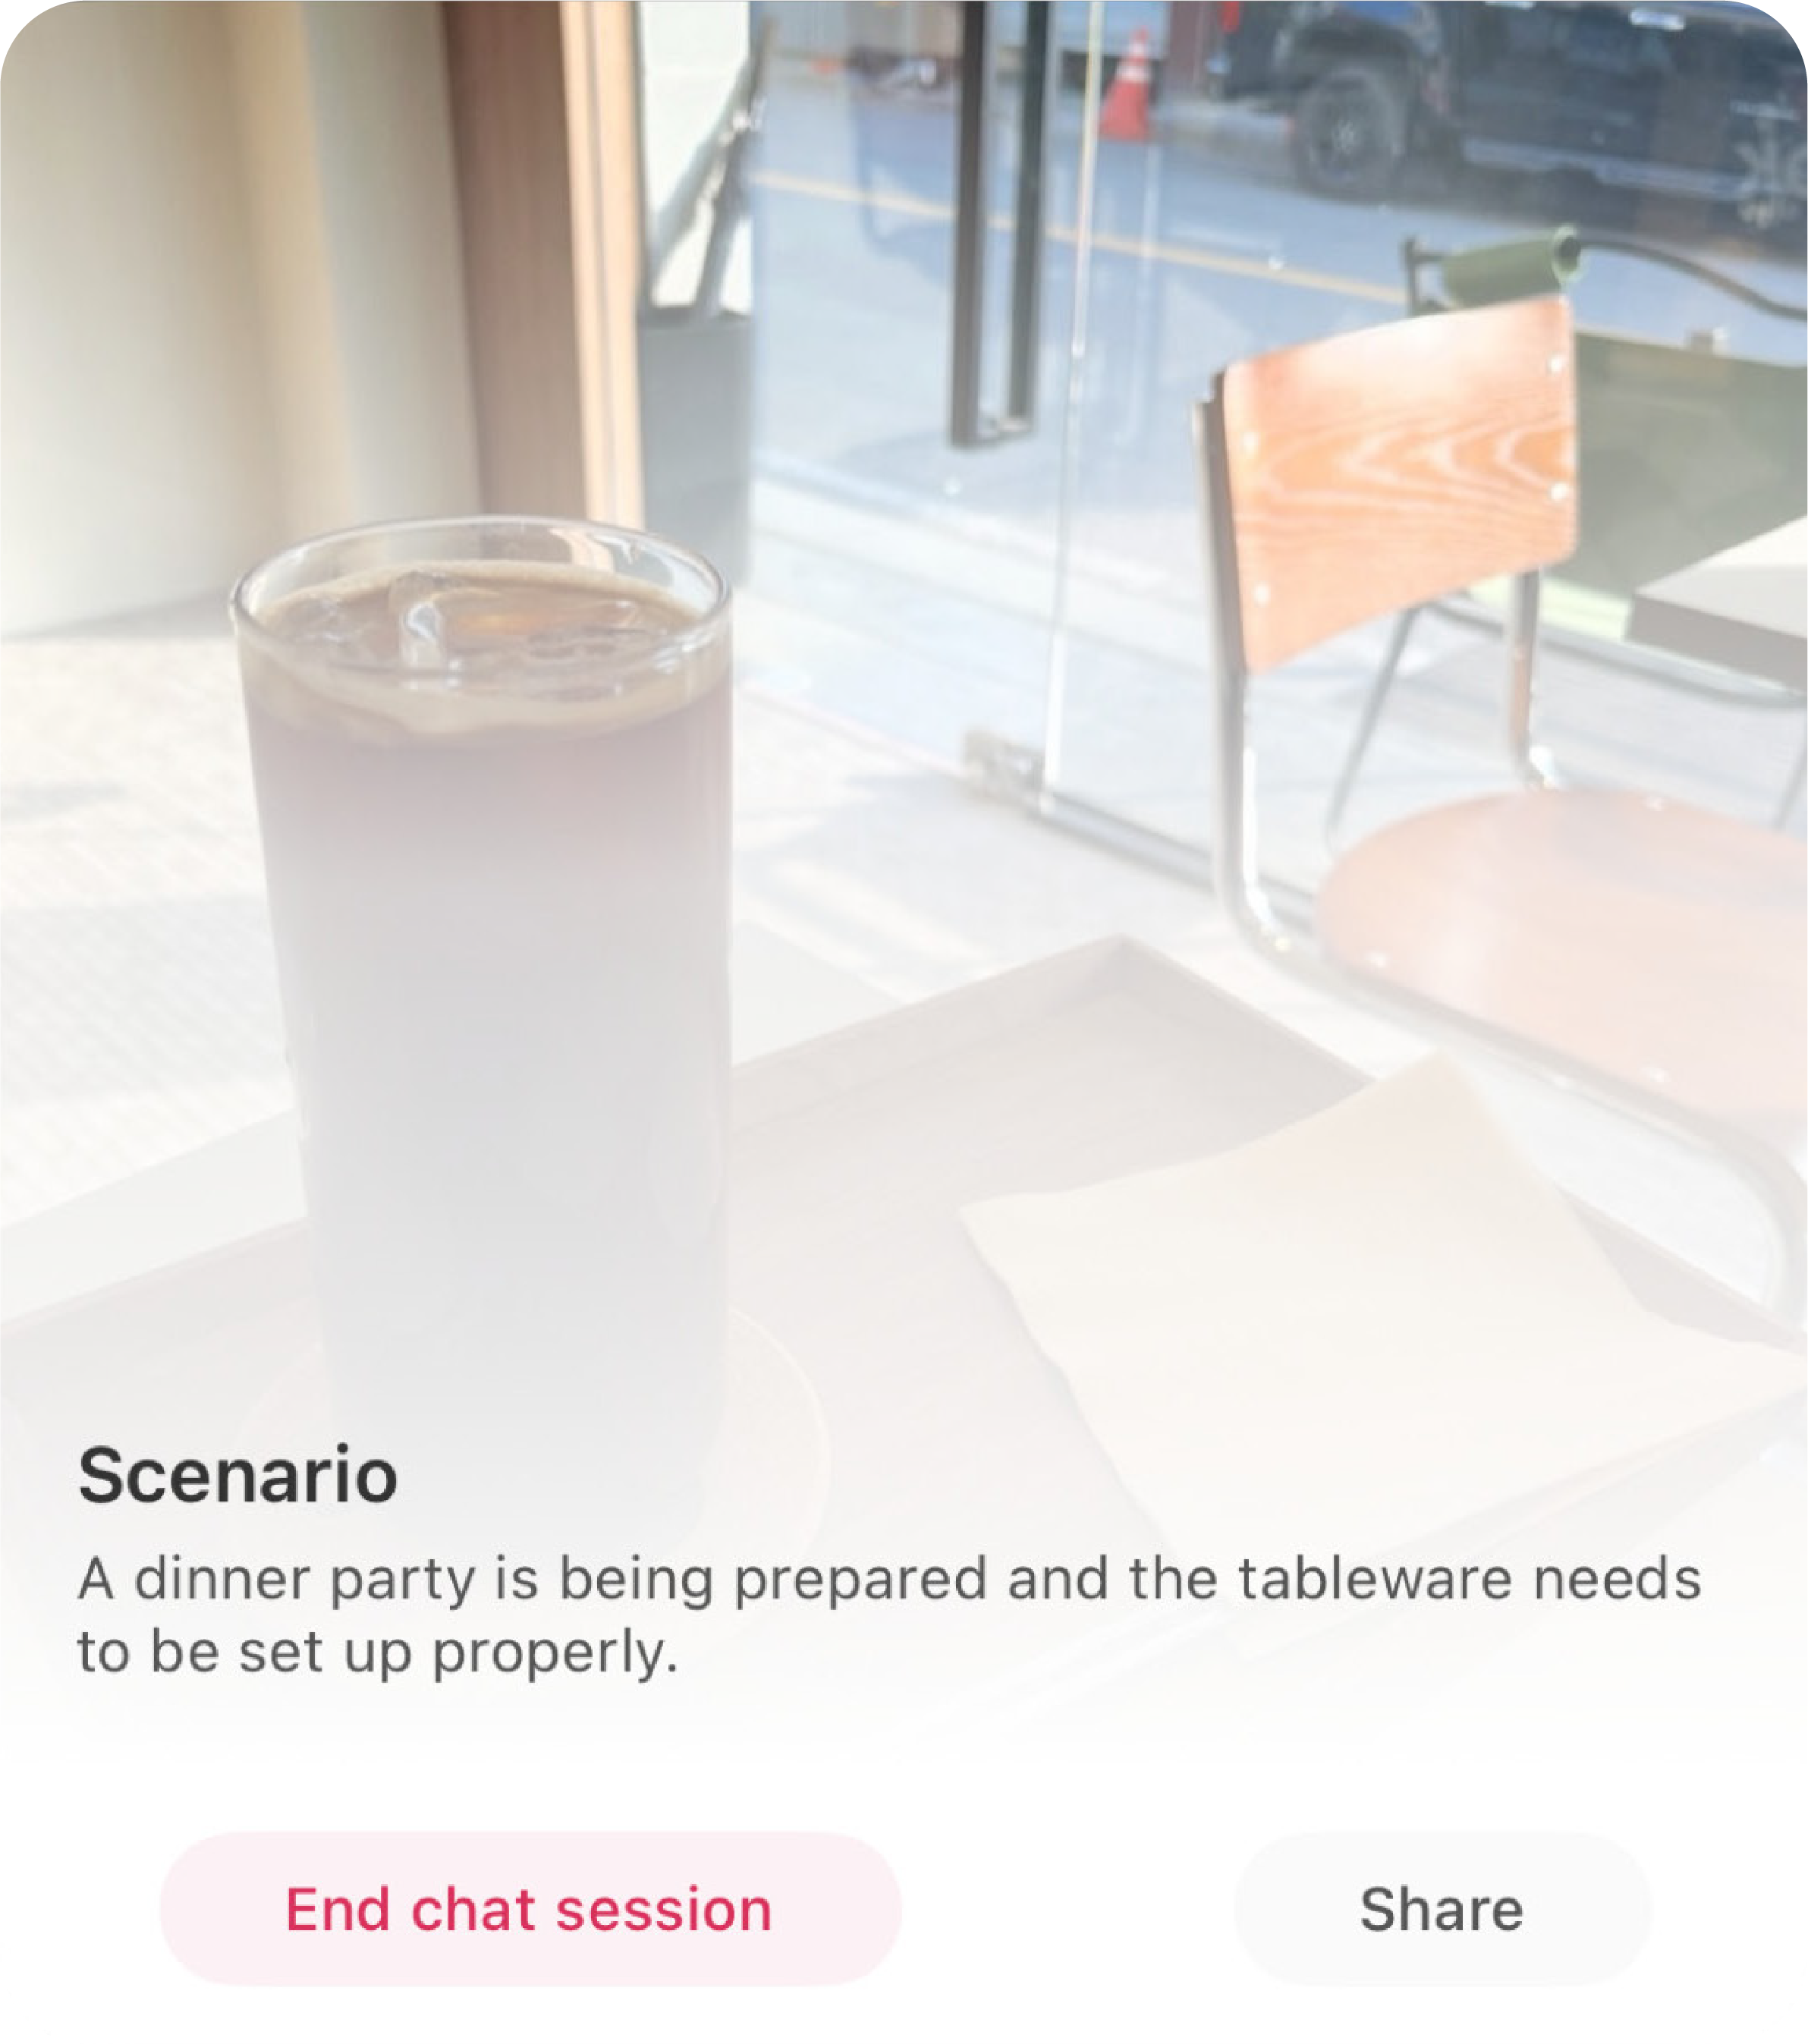 Scenario
A dinner party is being prepared and the tableware needs
to be set up properly.
End chat session
Share